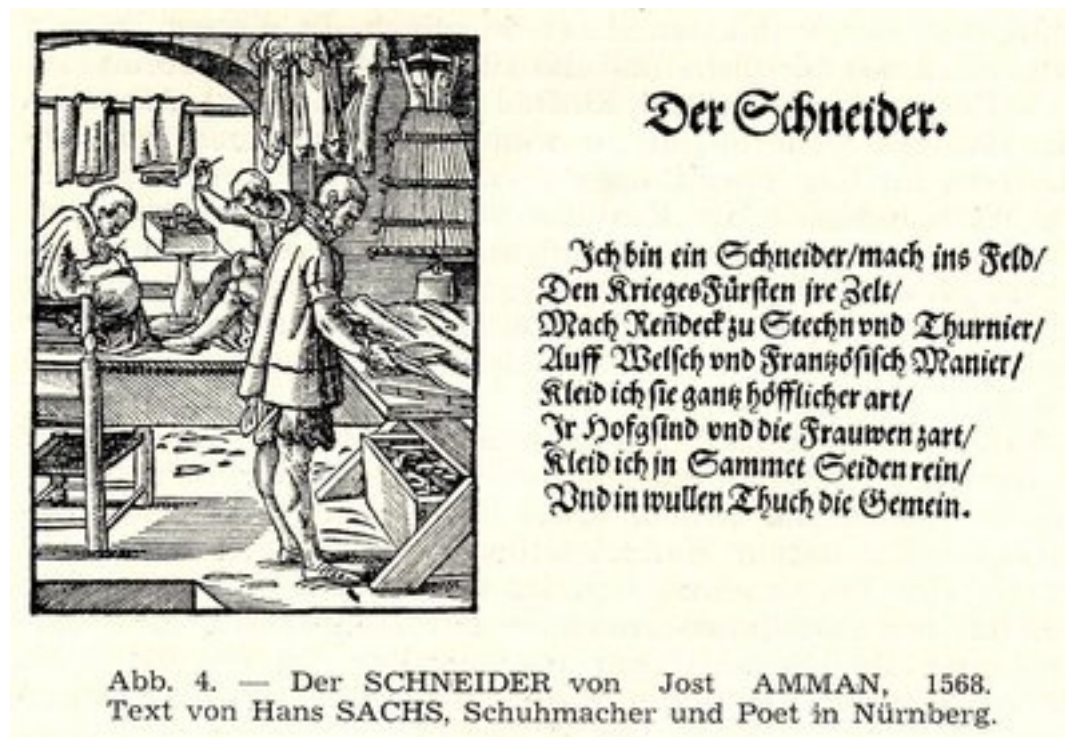 Der Schneider.
Ich bin ein Schneider/mach ins Feld/
Den KriegesFürsten jre Zelt/
Mach Reñdeck zu Stechn vnd Thurnier/
Auff Welsch vnd Frantzösisch Manier/
Kleid ich sie gantz höfflicher art/
Jr Hofgsind vnd die Frauwen zart/
Kleid ich jn Sammet Seiden rein/
Vnd in wullen Thuch die Gemein.
Abb. 4. — Der SCHNEIDER von Jost AMMAN, 1568.
Text von Hans SACHS, Schuhmacher und Poet in Nürnberg.